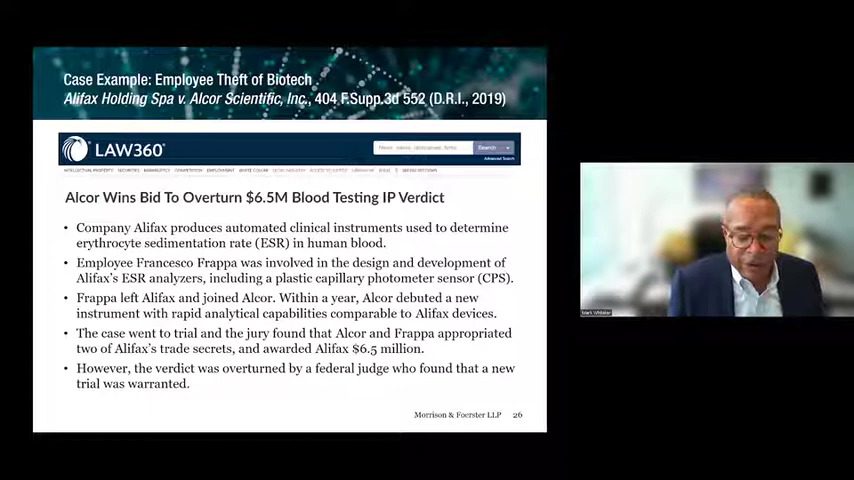 Case Example: Employee Theft of Biotech
Alifax Holding Spa v. Alcor Scientific, Inc., 404 F.Supp.3d 552 (D.R.I., 2019)
LAW360
Search
Advanced Search
Alcor Wins Bid To Overturn $6.5M Blood Testing IP Verdict
• Company Alifax produces automated clinical instruments used to determine
erythrocyte sedimentation rate (ESR) in human blood.
• Employee Francesco Frappa was involved in the design and development of
Alifax's ESR analyzers, including a plastic capillary photometer sensor (CPS).
• Frappa left Alifax and joined Alcor. Within a year, Alcor debuted a new
instrument with rapid analytical capabilities comparable to Alifax devices.
• The case went to trial and the jury found that Alcor and Frappa appropriated
two of Alifax's trade secrets, and awarded Alifax $6.5 million.
• However, the verdict was overturned by a federal judge who found that a new
trial was warranted.
Morrison & Foerster LLP 26
Mark Whitaker